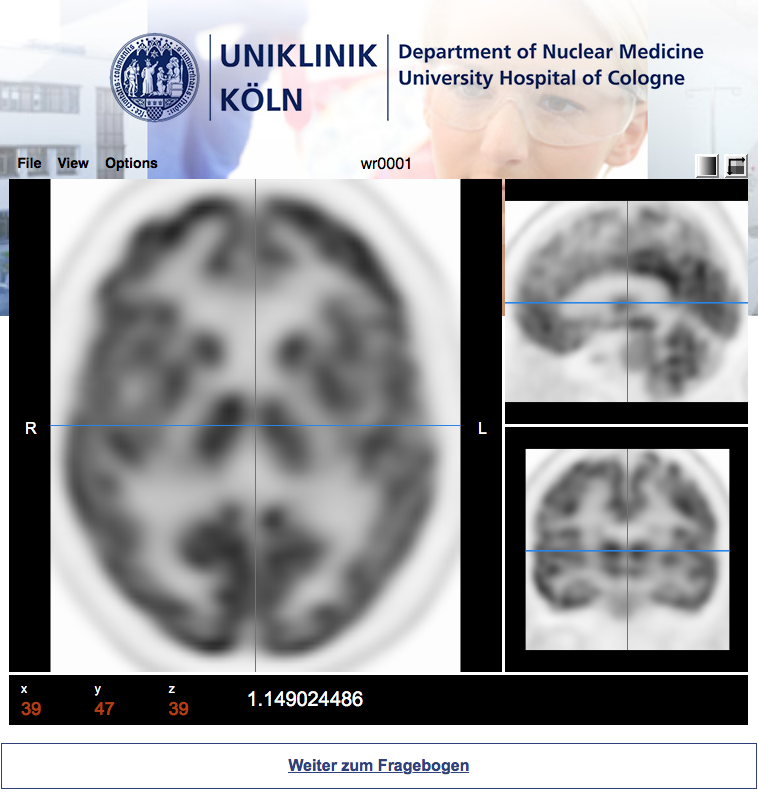 UNIKLINIK
KÖLN
Department of Nuclear Medicine
University Hospital of Cologne
File View Options wr0001
R L
x y z
39 47 39 1.149024486
Weiter zum Fragebogen